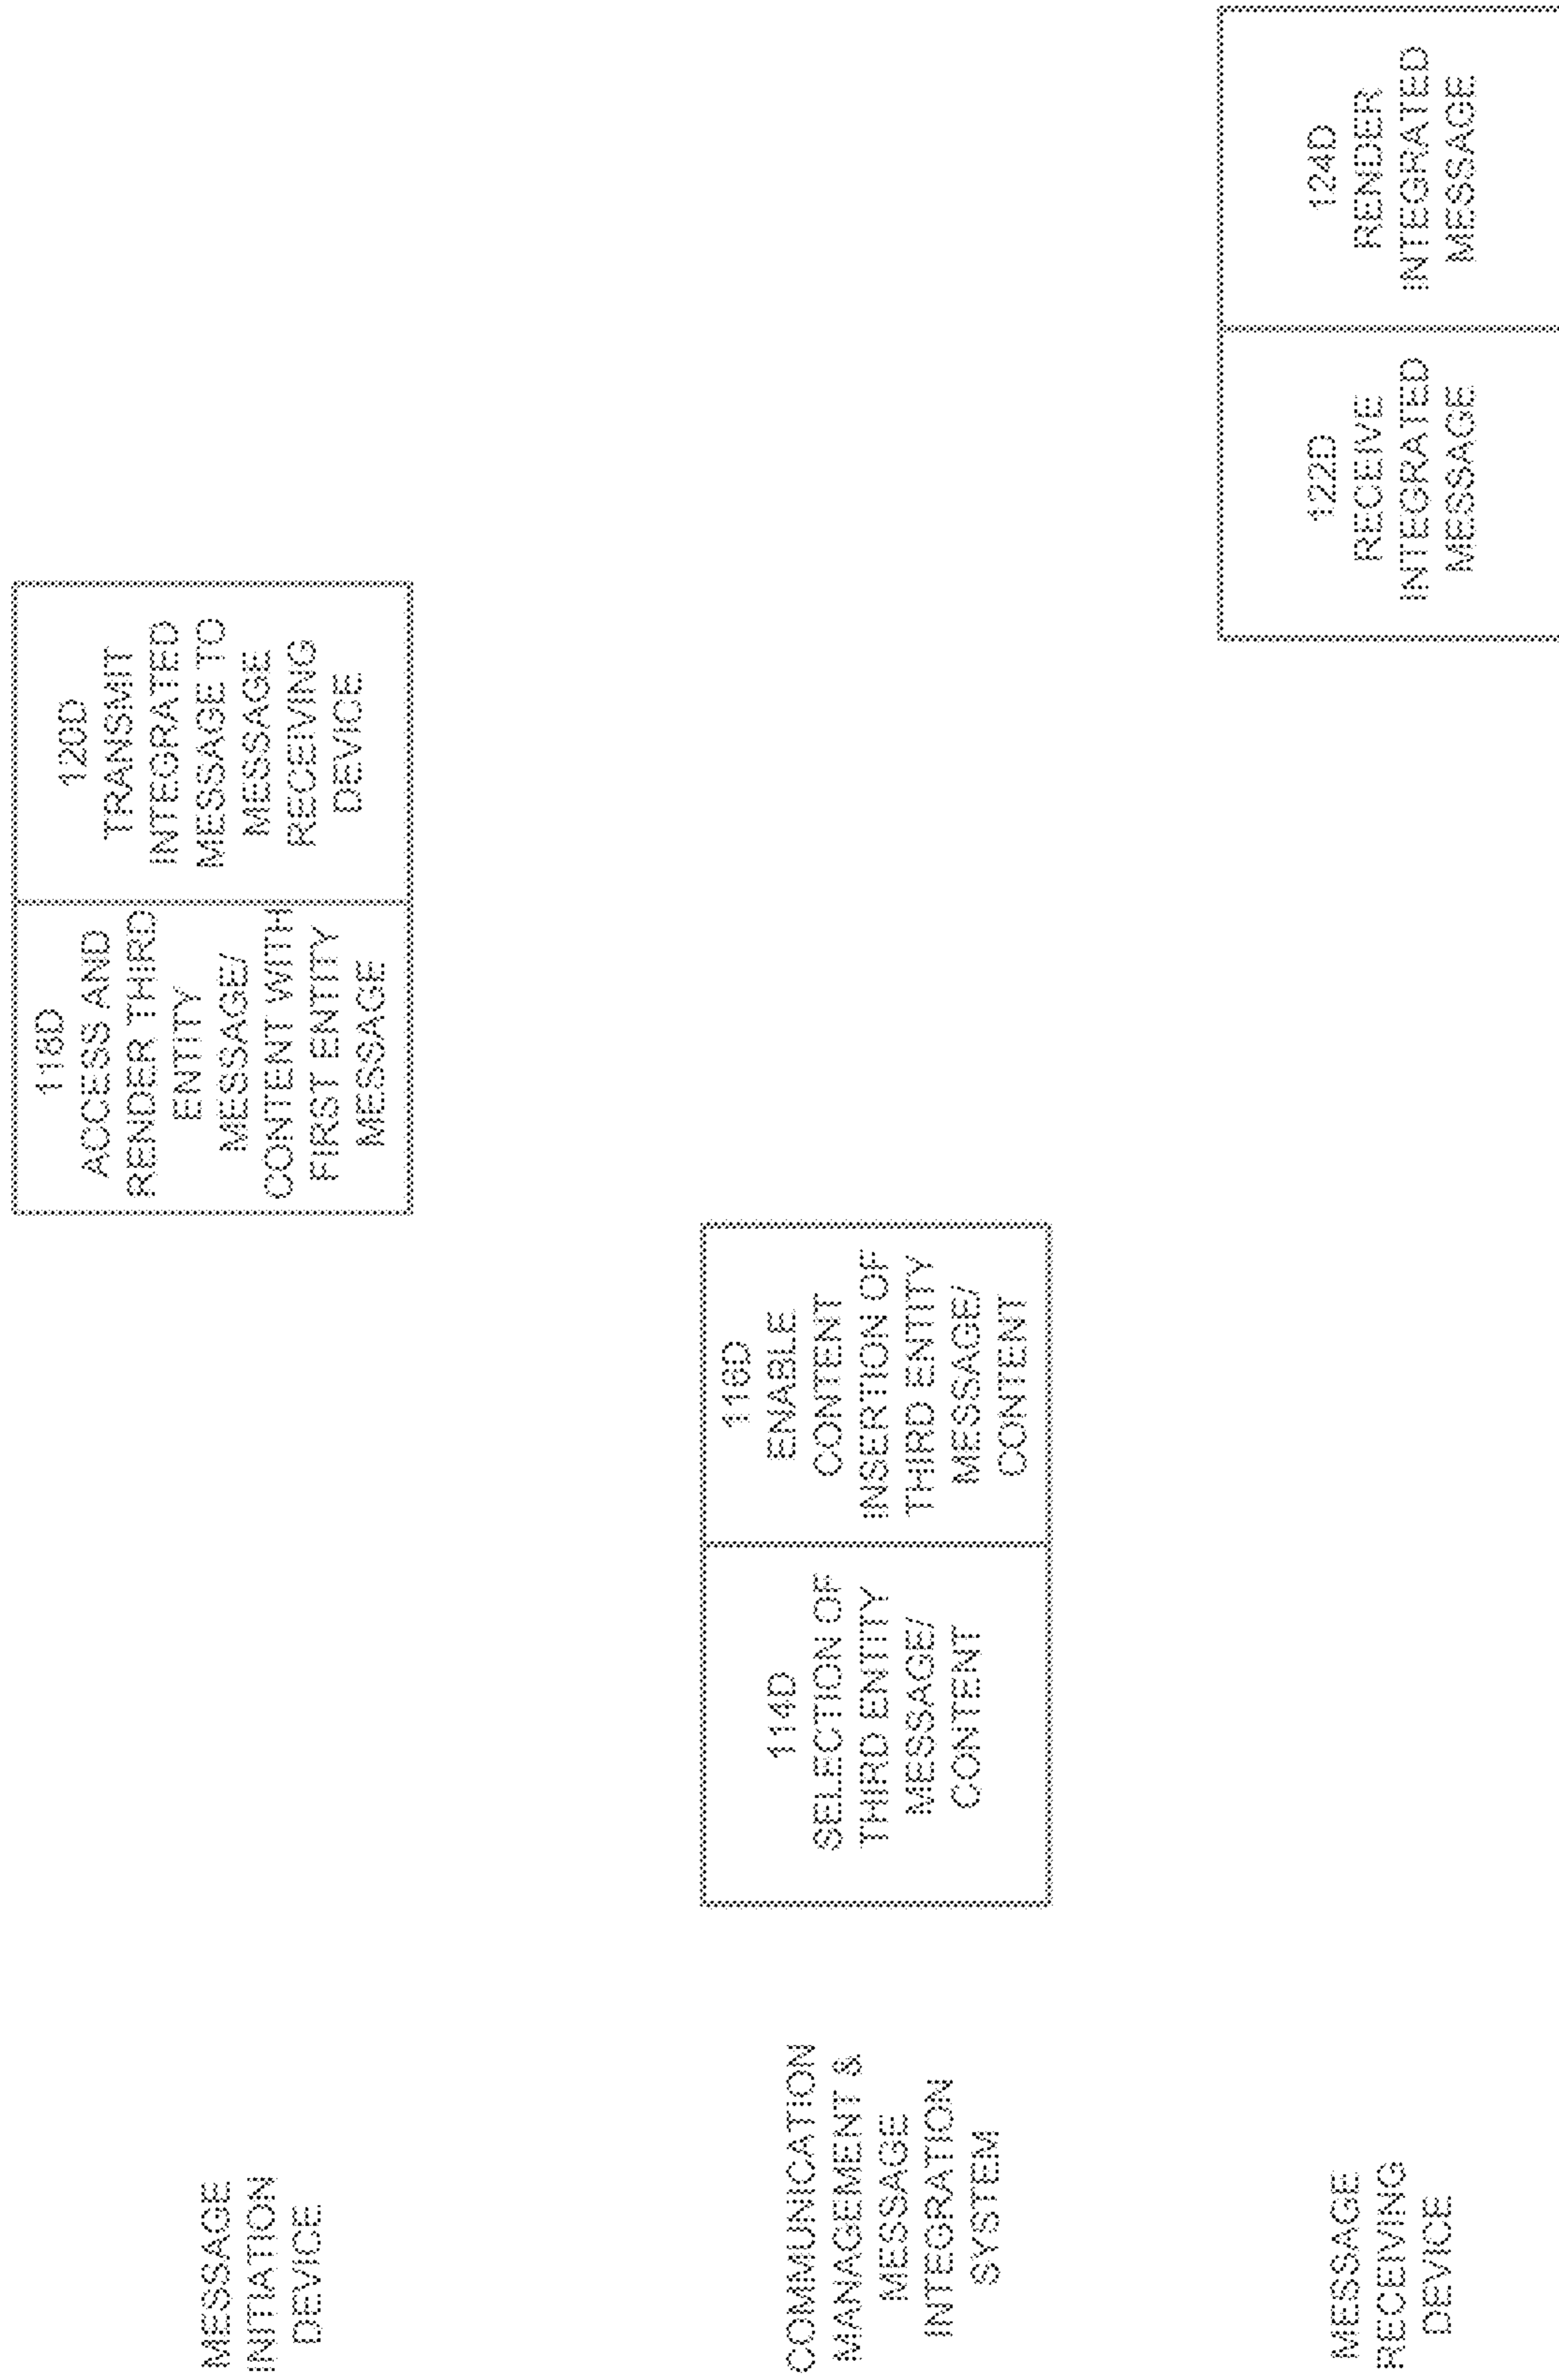 MESSAGE
INITIATION
DEVICE
118D
ACCESS AND
RENDER THIRD
ENTITY
MESSAGE/
CONTENT WITH
FIRST ENTITY
MESSAGE
120D
TRANSMIT
INTEGRATED
MESSAGE TO
MESSAGE
RECEIVING
DEVICE
COMMUNICATION
MANAGEMENT &
MESSAGE
INTEGRATION
SYSTEM
114D
SELECTION OF
THIRD ENTITY
MESSAGE/
CONTENT
116D
ENABLE
CONTENT
INSERTION OF
THIRD ENTITY
MESSAGE/
CONTENT
MESSAGE
RECEIVING
DEVICE
122D
RECEIVE
INTEGRATED
MESSAGE
124D
RENDER
INTEGRATED
MESSAGE